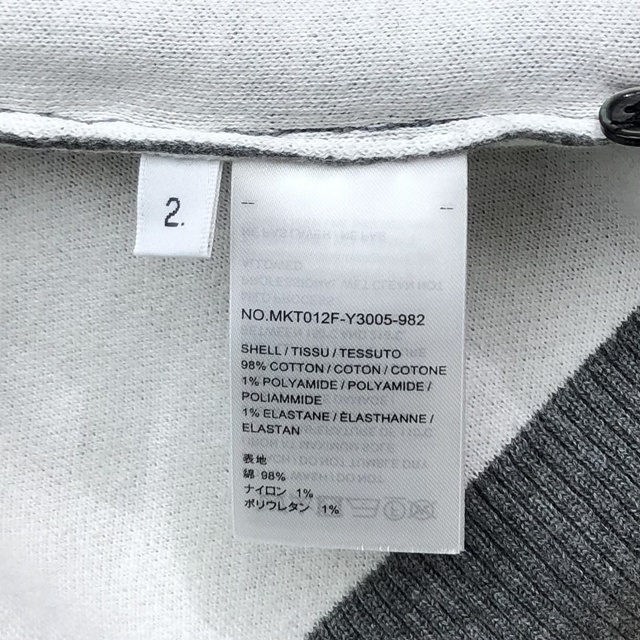 2.
NO.MKT012F-Y3005-982
SHELL / TISSU / TESSUTO
98% COTTON / COTON / COTONE
1% POLYAMIDE / POLYAMIDE /
POLIAMMIDE
1% ELASTANE / ÉLASTHANNE /
ELASTAN
表地
綿 98%
ナイロン 1%
ポリウレタン 1%